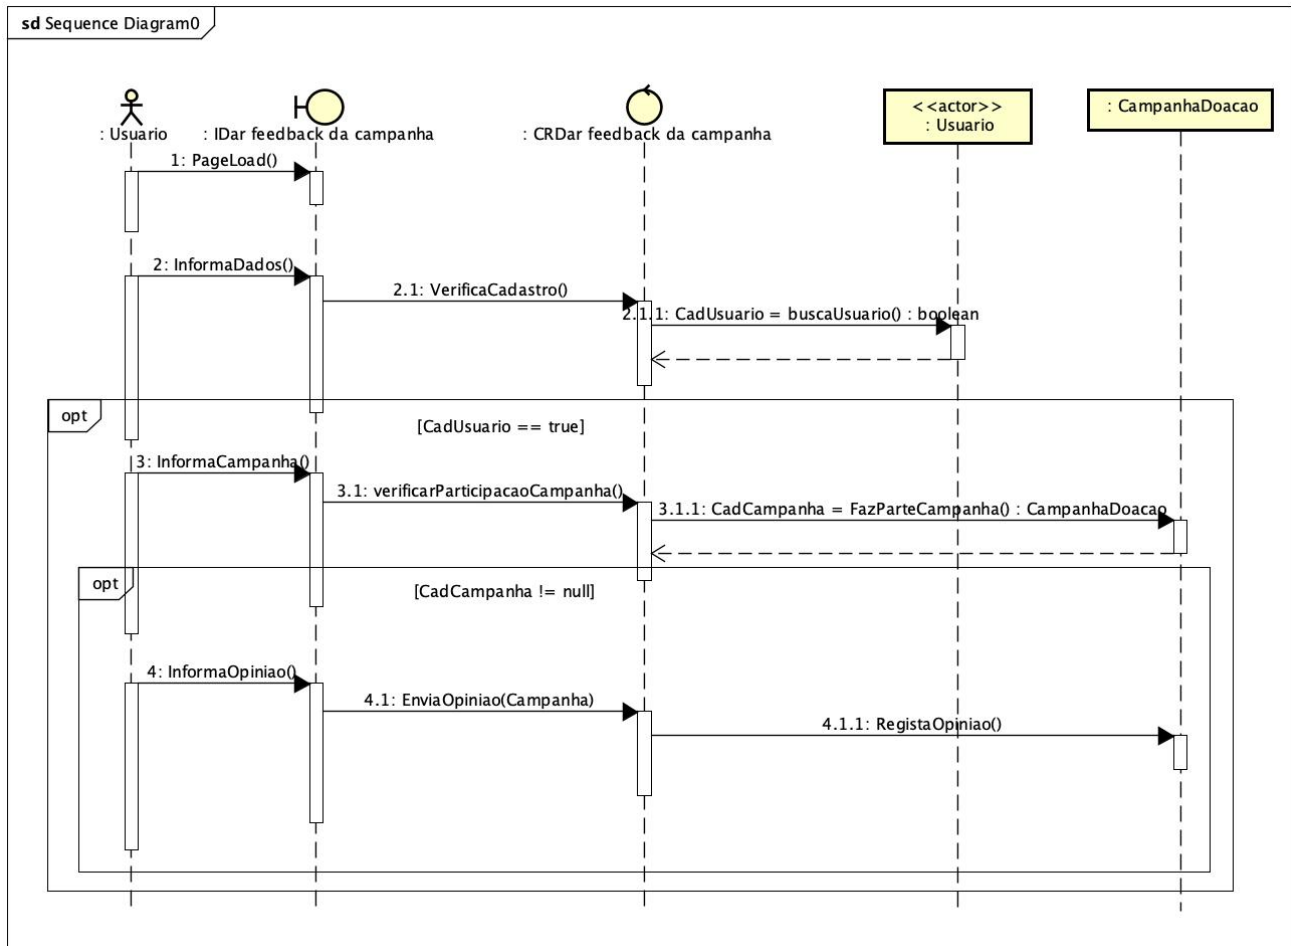 sd Sequence Diagram0
: Usuario
: IDar feedback da campanha
: CRDar feedback da campanha
<<actor>>
: Usuario
: CampanhaDoacao
1: PageLoad()
2: InformaDados()
2.1: VerificaCadastro()
2.1.1: CadUsuario = buscaUsuario() : boolean
opt
[CadUsuario == true]
3: InformaCampanha()
3.1: verificarParticipacaoCampanha()
3.1.1: CadCampanha = FazParteCampanha() : CampanhaDoacao
opt
[CadCampanha != null]
4: InformaOpiniao()
4.1: EnviaOpiniao(Campanha)
4.1.1: RegistaOpiniao()